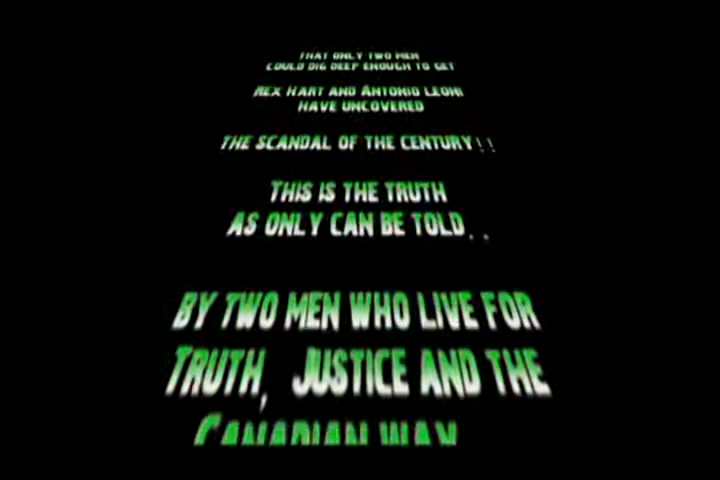 THAT ONLY TWO MEN
COULD DIG DEEP ENOUGH TO GET
REX HART AND ANTONIO LEONI
HAVE UNCOVERED
THE SCANDAL OF THE CENTURY!!
THIS IS THE TRUTH
AS ONLY CAN BE TOLD..
BY TWO MEN WHO LIVE FOR
TRUTH, JUSTICE AND THE
CANADIAN WAY